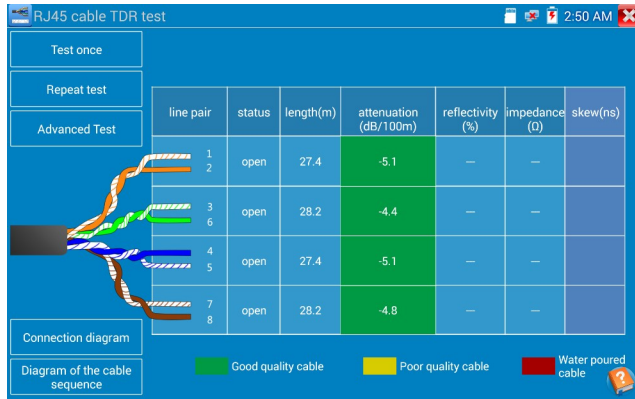 RJ45 cable TDR test
2:50 AM
Test once
Repeat test
Advanced Test
line pair status length(m) attenuation (dB/100m) reflectivity (%) impedance (Ω) skew(ns)
1 2 open 27.4 -5.1 — —
3 6 open 28.2 -4.4 — —
4 5 open 27.4 -5.1 — —
7 8 open 28.2 -4.8 — —
Connection diagram
Diagram of the cable
sequence
Good quality cable Poor quality cable Water poured
cable
?